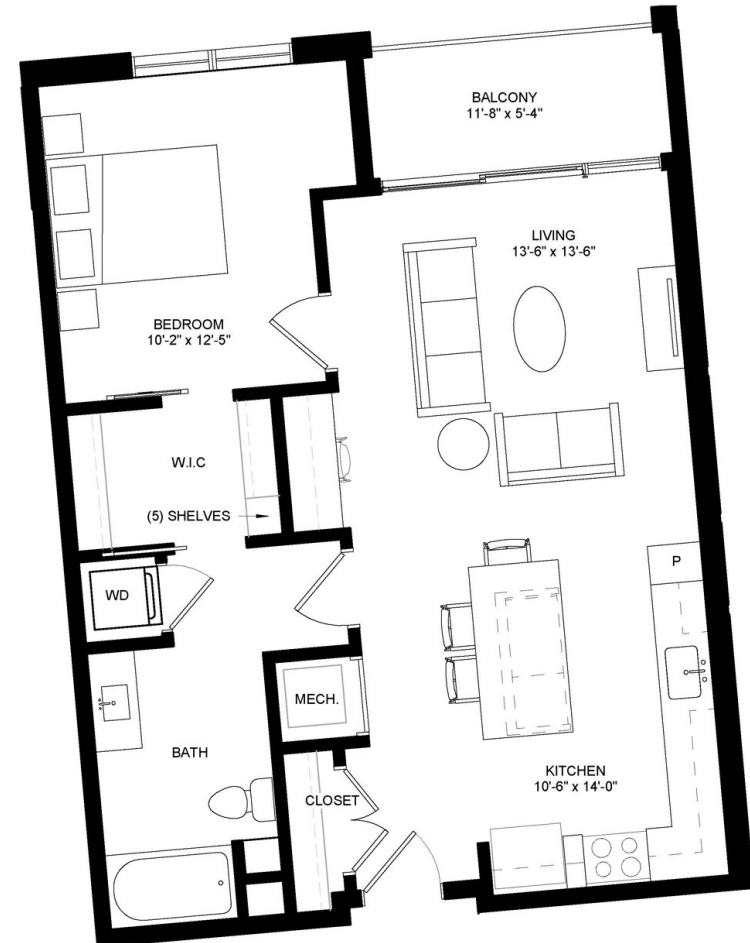 BALCONY
11'-8" x 5'-4"
LIVING
13'-6" x 13'-6"
BEDROOM
10'-2" x 12'-5"
W.I.C
(5) SHELVES
WD
P
MECH.
BATH
KITCHEN
10'-6" x 14'-0"
CLOSET